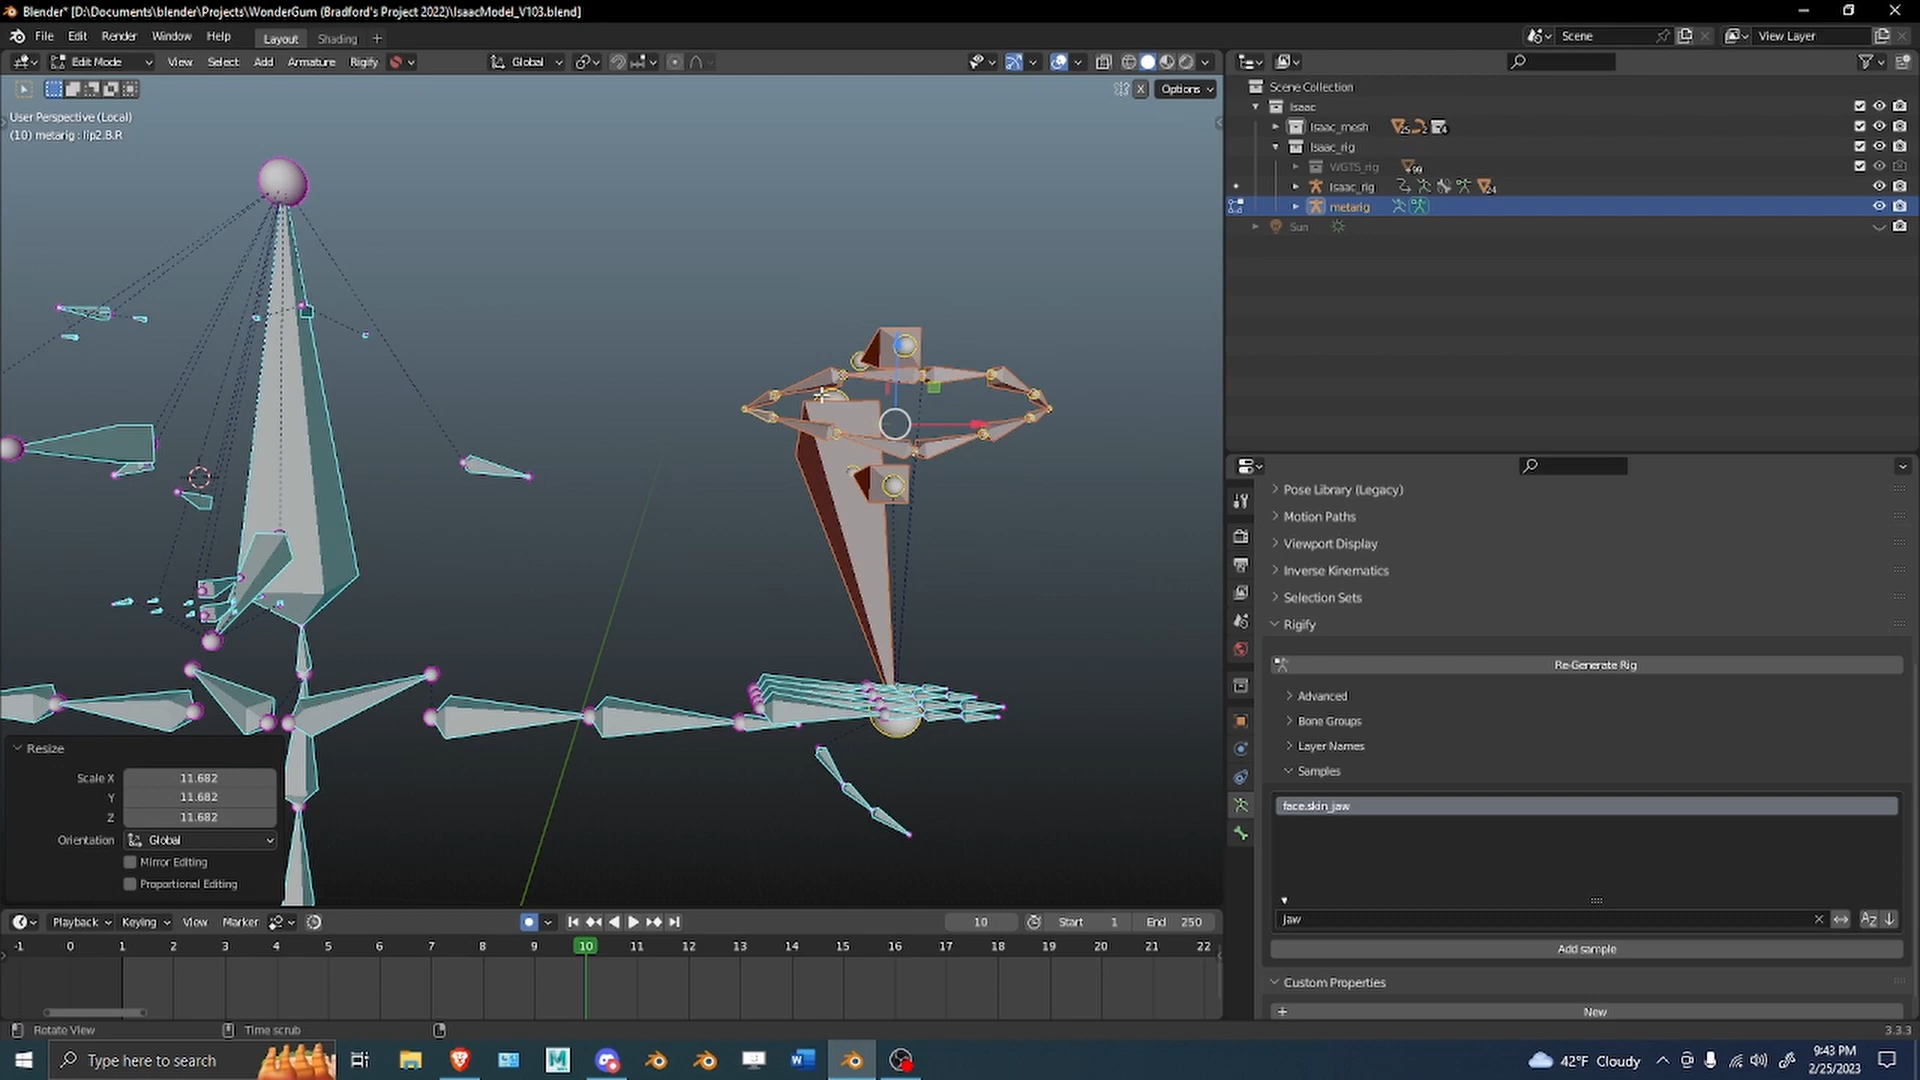 Blender* [D:\Documents\blender\Projects\WonderGum (Bradford's Project 2022)\IsaacModel_V103.blend]
File Edit Render Window Help Layout Shading + Scene View Layer
Edit Mode View Select Add Armature Rigify Global
X Options
User Perspective (Local)
(10) metarig : lip2.B.R
Scene Collection
Isaac
Isaac_mesh 25 2 4
Isaac_rig
WGTS_rig 99
Isaac_rig 24
metarig
Sun
Pose Library (Legacy)
Motion Paths
Viewport Display
Inverse Kinematics
Selection Sets
Rigify
Re-Generate Rig
Advanced
Bone Groups
Layer Names
Samples
face.skin_jaw
Jaw
Add sample
Custom Properties
New
Resize
Scale X 11.682
Y 11.682
Z 11.682
Orientation Global
Mirror Editing
Proportional Editing
Playback Keying View Marker 10 Start 1 End 250
-1 0 1 2 3 4 5 6 7 8 9 10 11 12 13 14 15 16 17 18 19 20 21 22
Rotate View Time scrub 3.3.3
Type here to search 42°F Cloudy 9:43 PM
2/25/2023